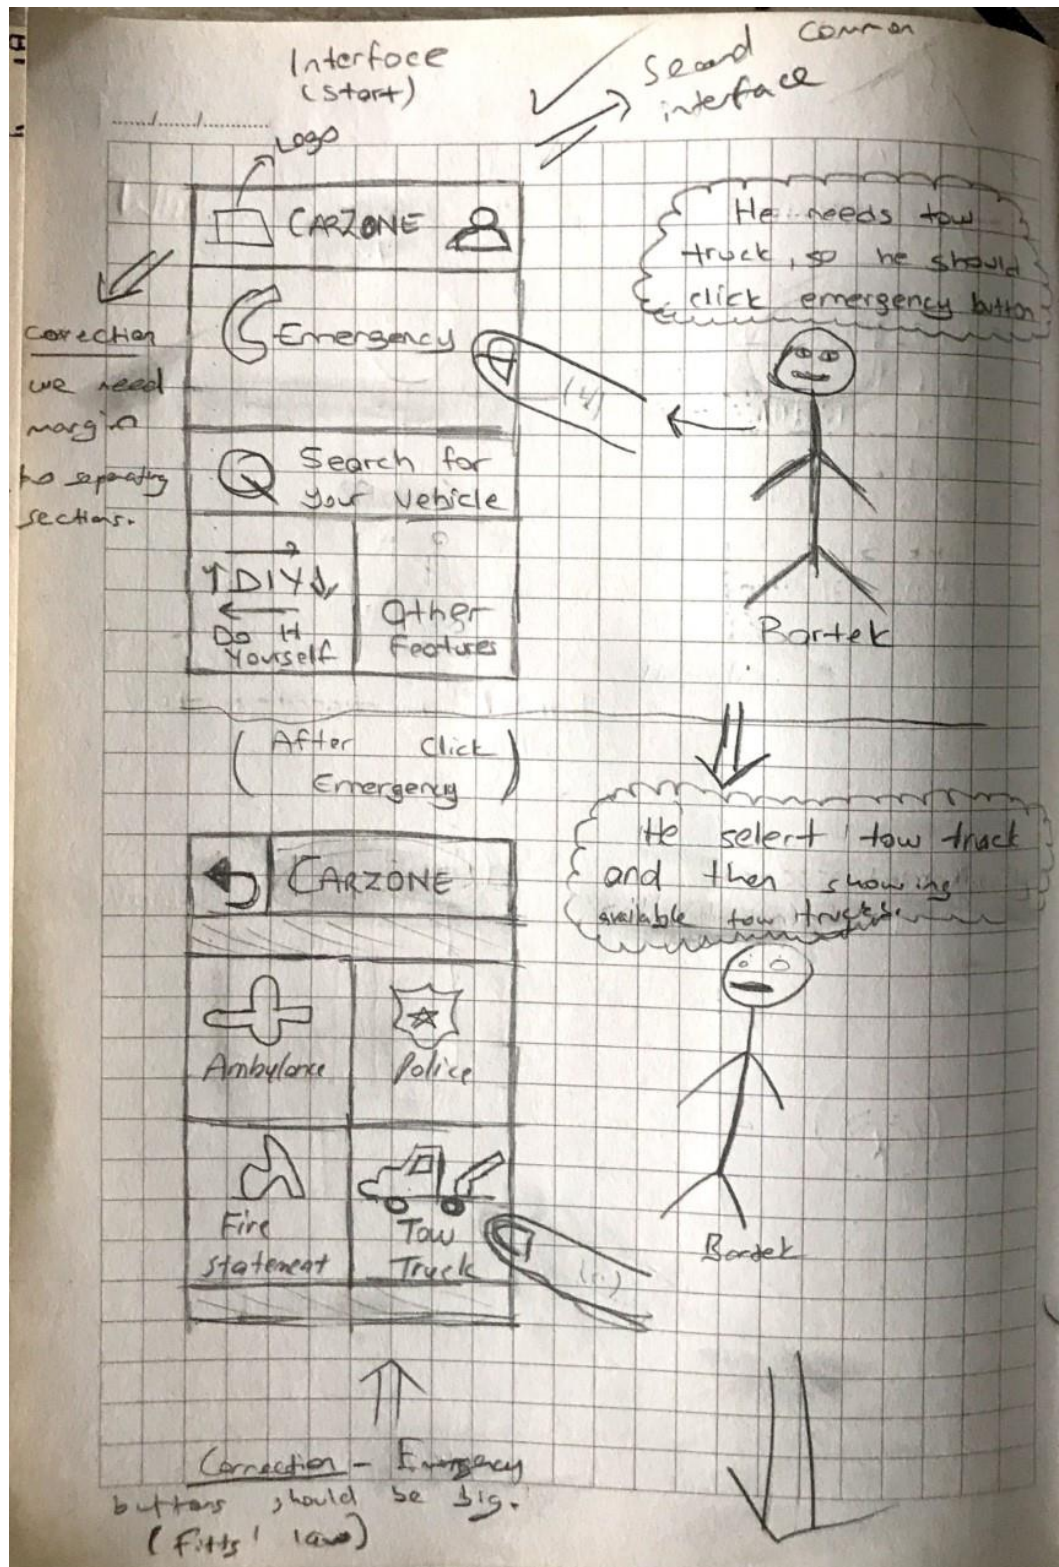 Interface
(start)
Second
interface
Common
Logo
CARZONE
Emergency
Search for
your vehicle
DIY
Do It
Yourself
Other
Features
we need
margin
separating
sections.
He needs tow
truck, so he should
click emergency button
Bartek
(After click
Emergency)
CARZONE
Ambulance
Police
Fire
statement
Tow
Truck
He select tow truck
and then showing
available tow trucks.
Bartek
Emergency
buttons should be big.
(Fitts' law)